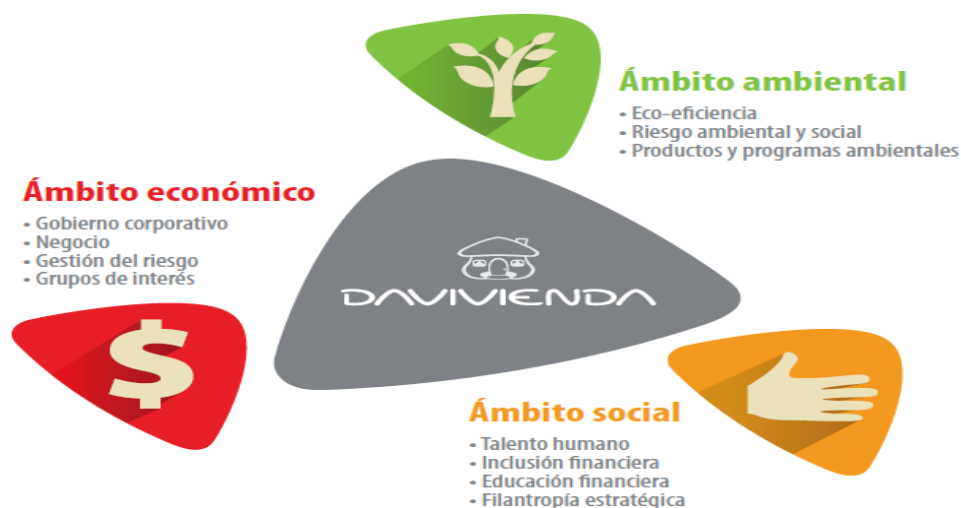 Ámbito ambiental
• Eco-eficiencia
• Riesgo ambiental y social
• Productos y programas ambientales
Ámbito económico
• Gobierno corporativo
• Negocio
• Gestión del riesgo
• Grupos de interés
DAVIVIENDA
Ámbito social
• Talento humano
• Inclusión financiera
• Educación financiera
• Filantropía estratégica